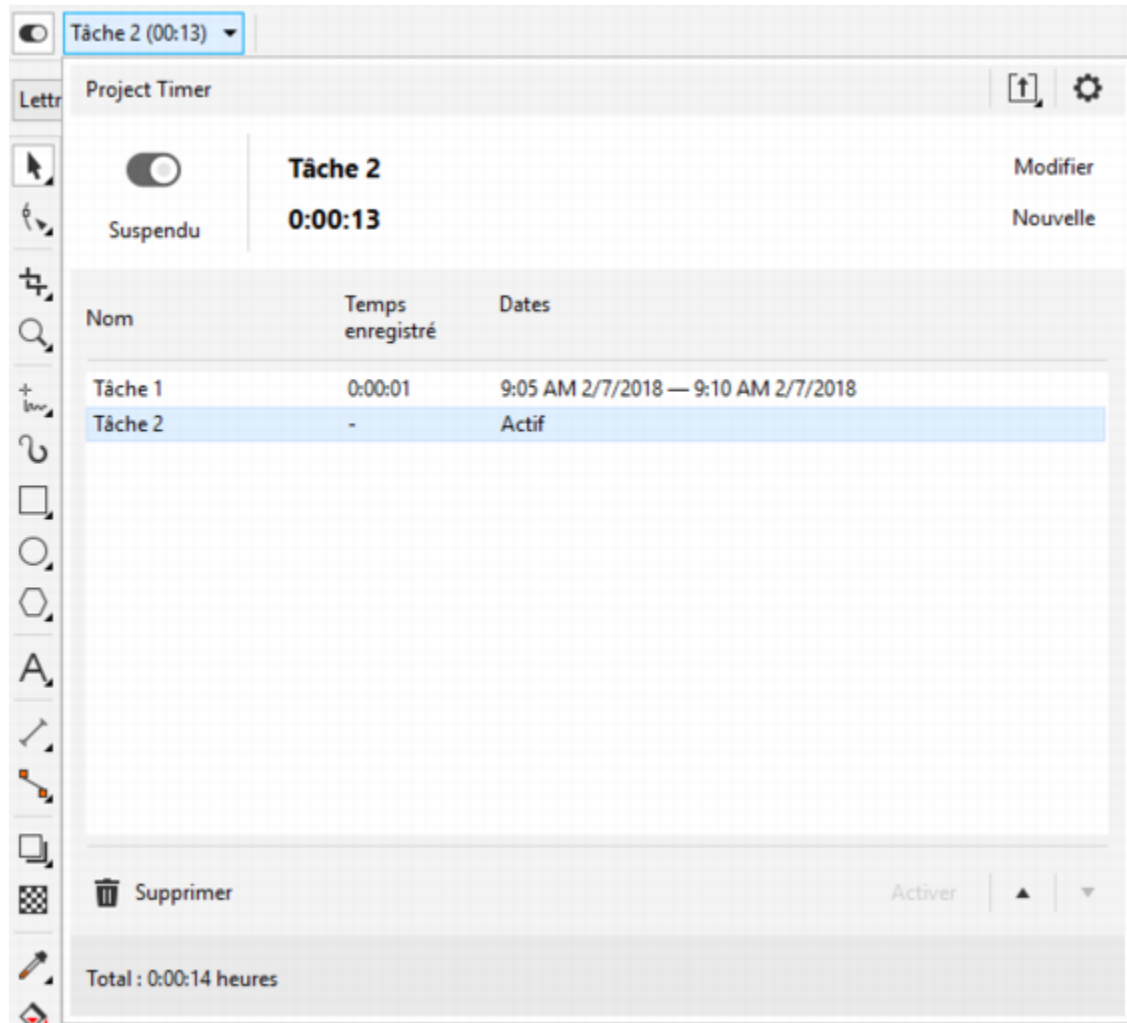 Tâche 2 (00:13)
Lettr
Project Timer
Tâche 2
Modifier
Suspendu
0:00:13
Nouvelle
Nom
Temps enregistré
Dates
Tâche 1 0:00:01 9:05 AM 2/7/2018 — 9:10 AM 2/7/2018
Tâche 2 - Actif
Supprimer
Activer
Total : 0:00:14 heures